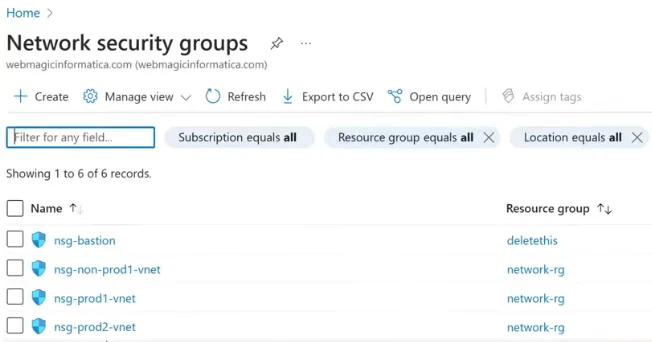 Home >
Network security groups ...
webmagicinformatica.com (webmagicinformatica.com)
+ Create Manage view Refresh Export to CSV Open query Assign tags
Filter for any field... Subscription equals all Resource group equals all Location equals all
Showing 1 to 6 of 6 records.
Name ↑↓ Resource group ↑↓
nsg-bastion deletethis
nsg-non-prod1-vnet network-rg
nsg-prod1-vnet network-rg
nsg-prod2-vnet network-rg